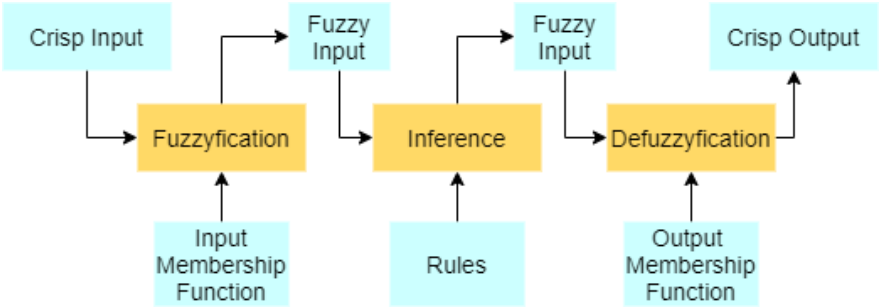 Crisp Input
Fuzzy
Input
Fuzzy
Input
Crisp Output
Fuzzyfication
Inference
Defuzzyfication
Input
Membership
Function
Rules
Output
Membership
Function